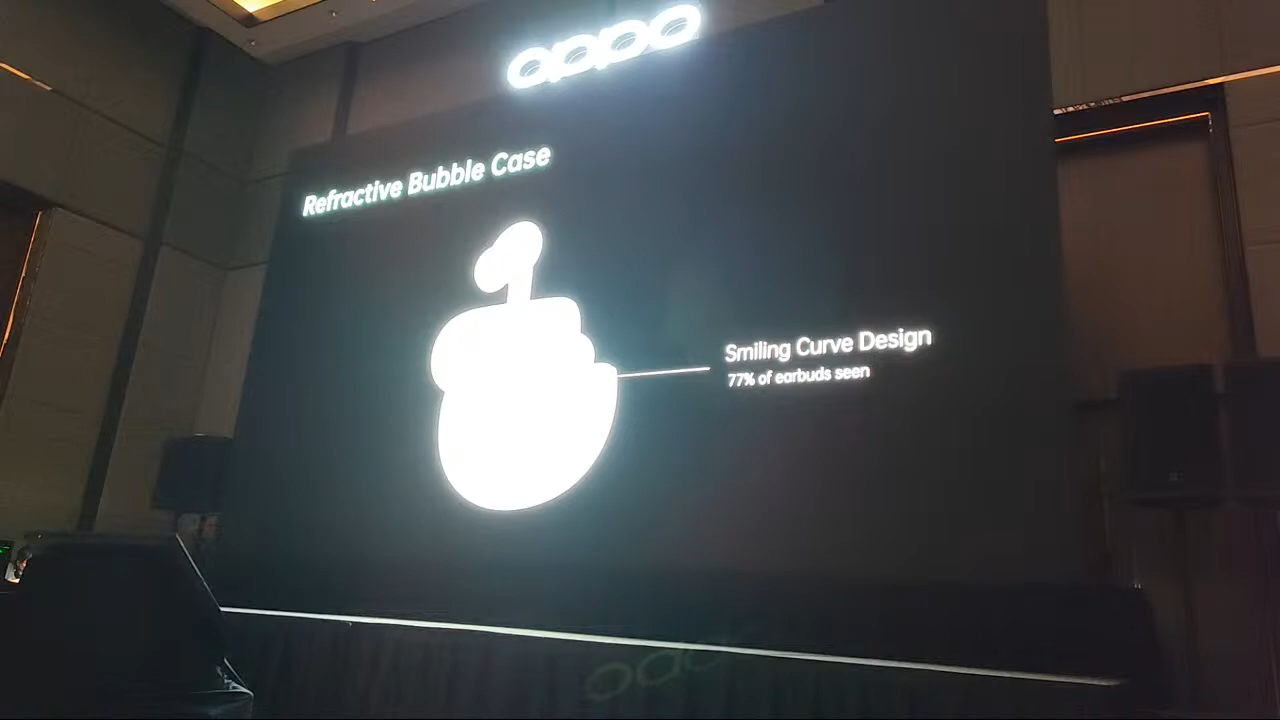 oppo
Refractive Bubble Case
Smiling Curve Design
77% of earbuds seen